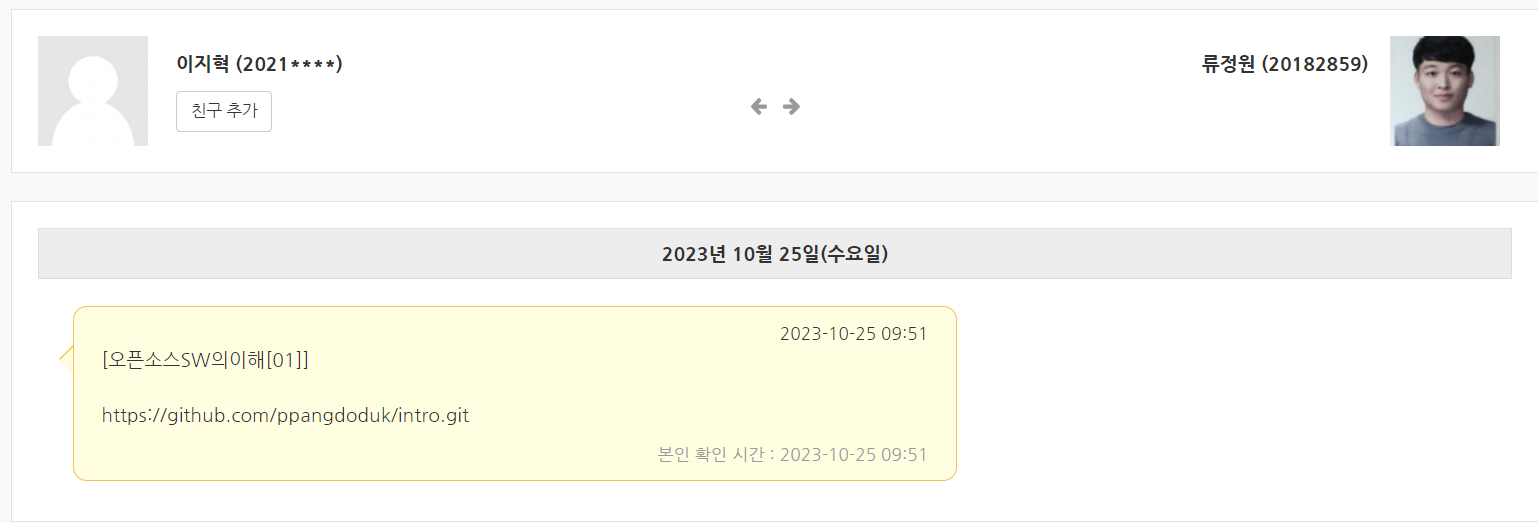 이지혁 (2021****)
류정원 (20182859)
친구 추가
2023년 10월 25일(수요일)
2023-10-25 09:51
[오픈소스SW의이해[01]]
https://github.com/ppangdoduk/intro.git
본인 확인 시간 : 2023-10-25 09:51